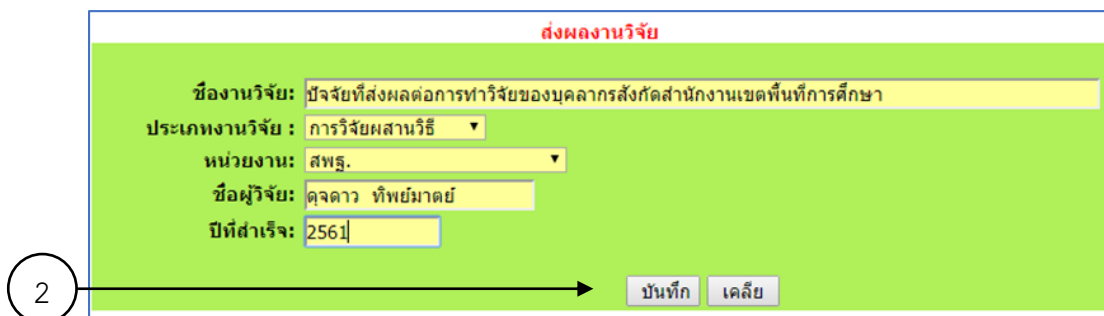 ส่งผลงานวิจัย
ชื่องานวิจัย: ปัจจัยที่ส่งผลต่อการทำวิจัยของบุคลากรสังกัดสำนักงานเขตพื้นที่การศึกษา
ประเภทงานวิจัย : การวิจัยผสานวิธี
หน่วยงาน: สพฐ.
ชื่อผู้วิจัย: ดุจดาว ทิพย์มาตย์
ปีที่สำเร็จ: 2561
2 บันทึก เคลีย